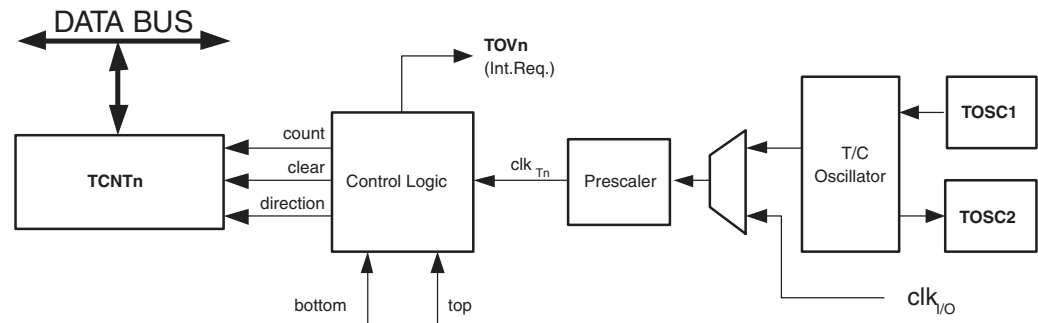 DATA BUS
TOVn
(Int.Req.)
TOSC1
count
T/C
Oscillator
TCNTn
clear
Control Logic
clk Tn
Prescaler
direction
TOSC2
bottom
top
clk I/O